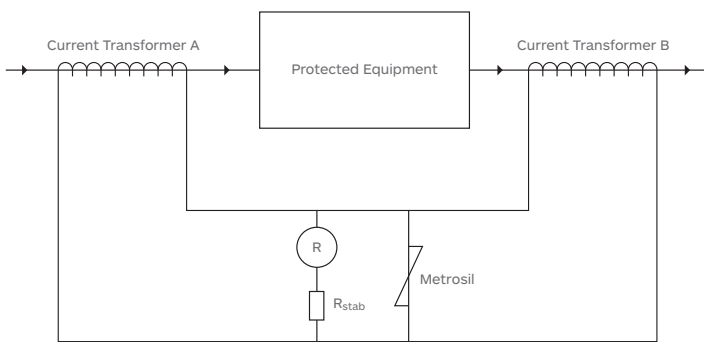 Current Transformer A
Current Transformer B
Protected Equipment
R
Metrosil
Rstab